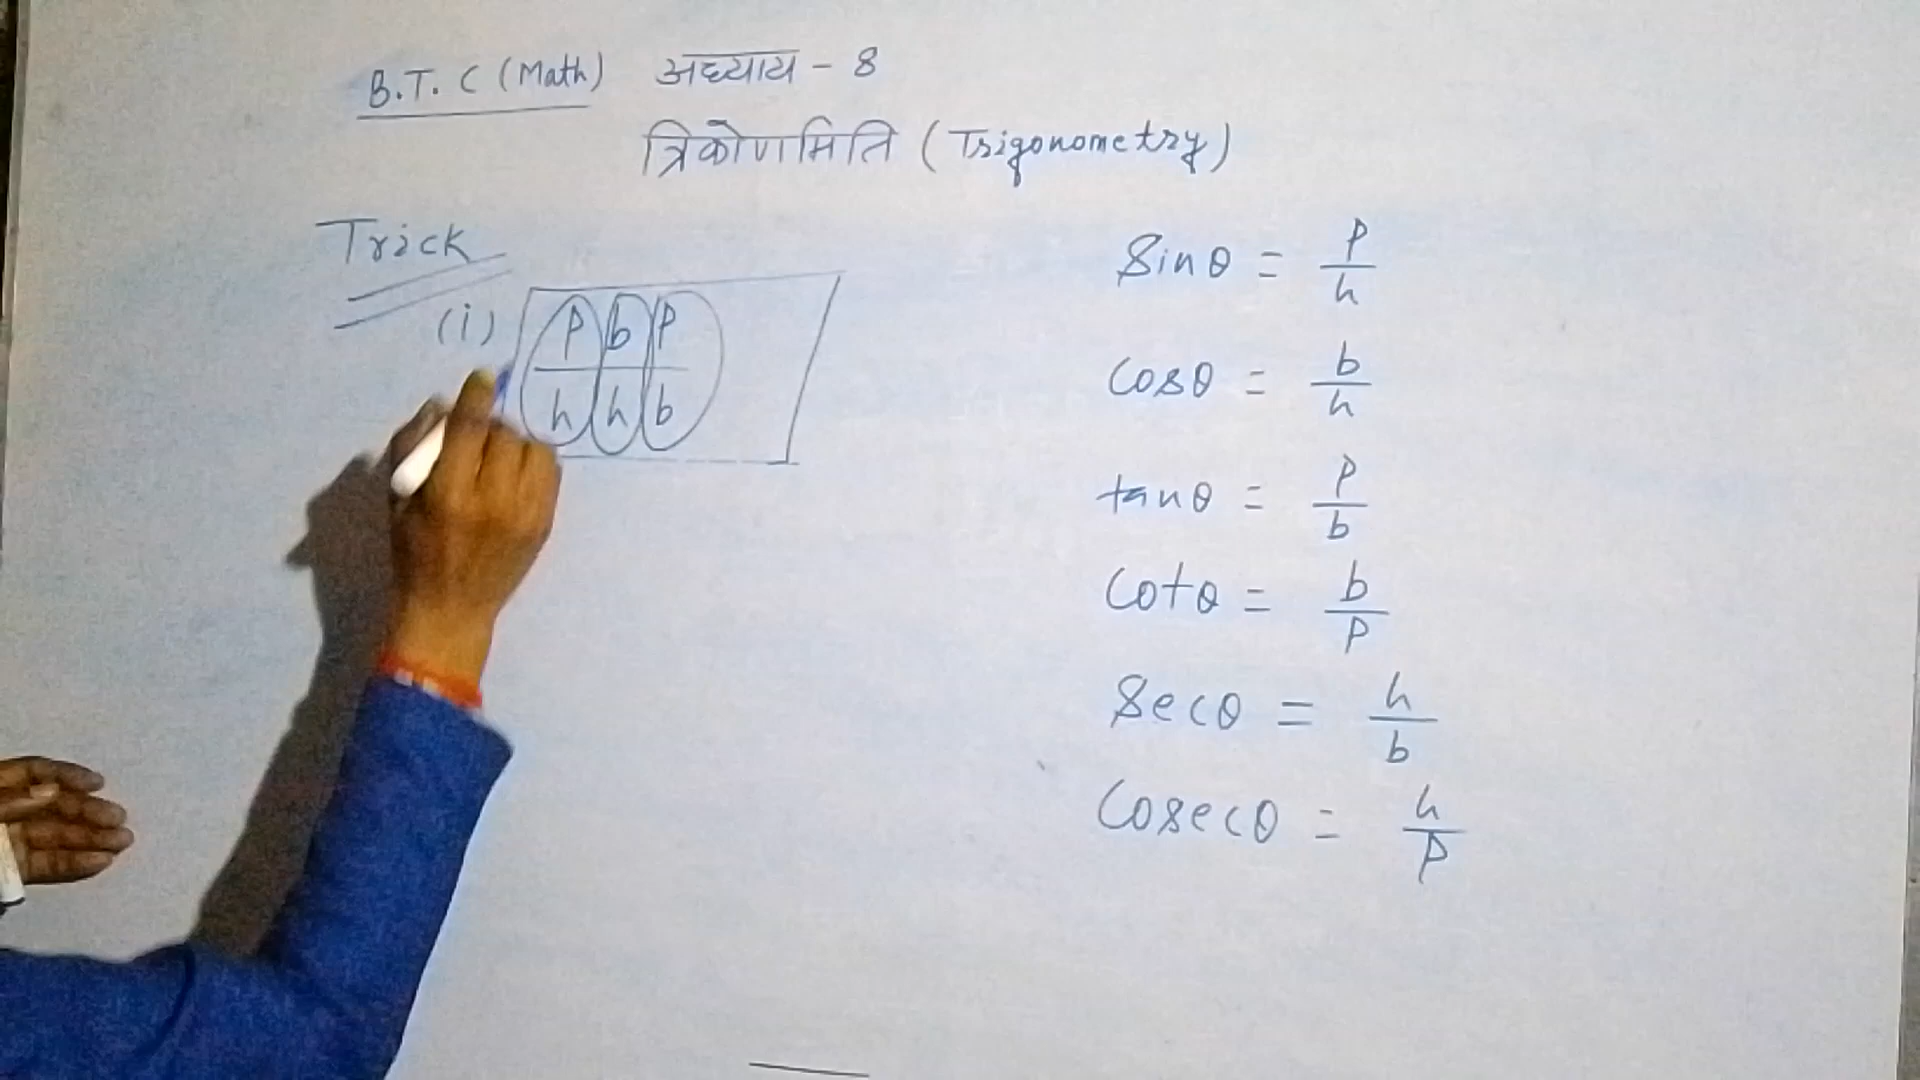 B.T.C (Math) अध्याय - 8
त्रिकोणमिति (Trigonometry)
Trick
(i) p b p
h h b
Sinθ = p/h
Cosθ = b/h
tanθ = p/b
Cotθ = b/p
Secθ = h/b
Cosecθ = h/p